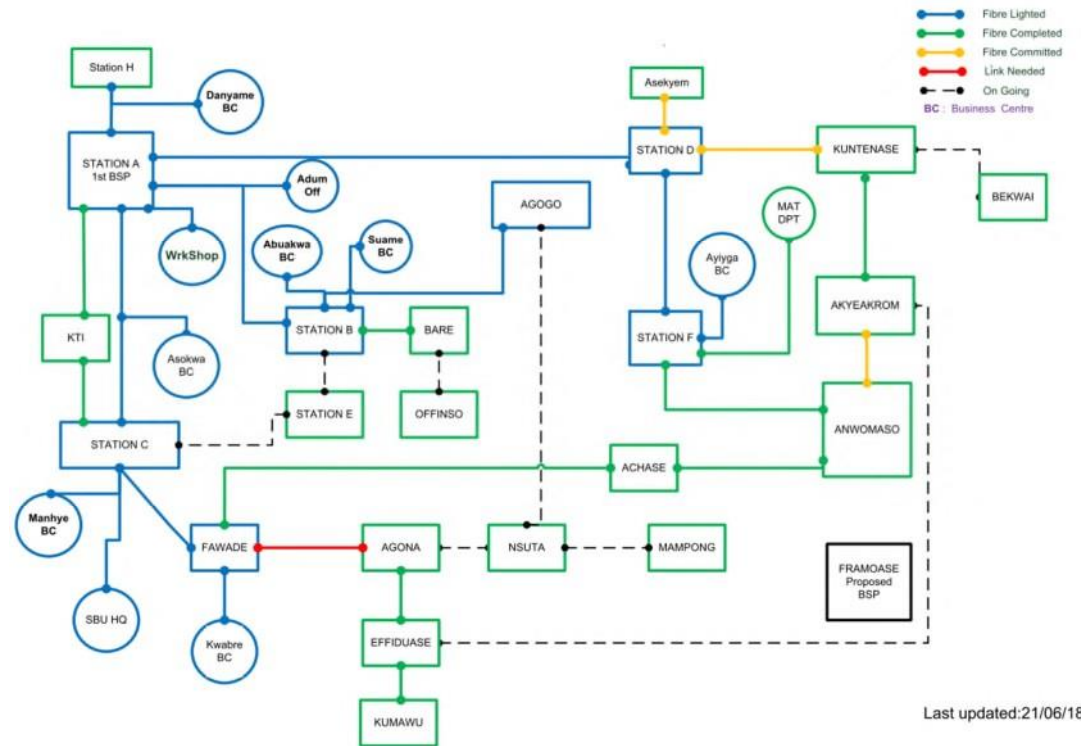 Fibre Lighted
Fibre Completed
Fibre Committed
Link Needed
On Going
BC : Business Centre
Station H
Danyame
BC
Asekyem
STATION A
1st BSP
STATION D
KUNTENASE
Adum
Off
AGOGO
BEKWAI
MAT
DPT
WrkShop
Abuakwa
BC
Suame
BC
Ayiyga
BC
AKYEAKROM
KTI
STATION B
BARE
STATION F
Asokwa
BC
STATION E
OFFINSO
ANWOMASO
STATION C
ACHASE
Manhye
BC
FAWADE
AGONA
NSUTA
MAMPONG
FRAMOASE
Proposed
BSP
SBU HQ
Kwabre
BC
EFFIDUASE
KUMAWU
Last updated:21/06/18